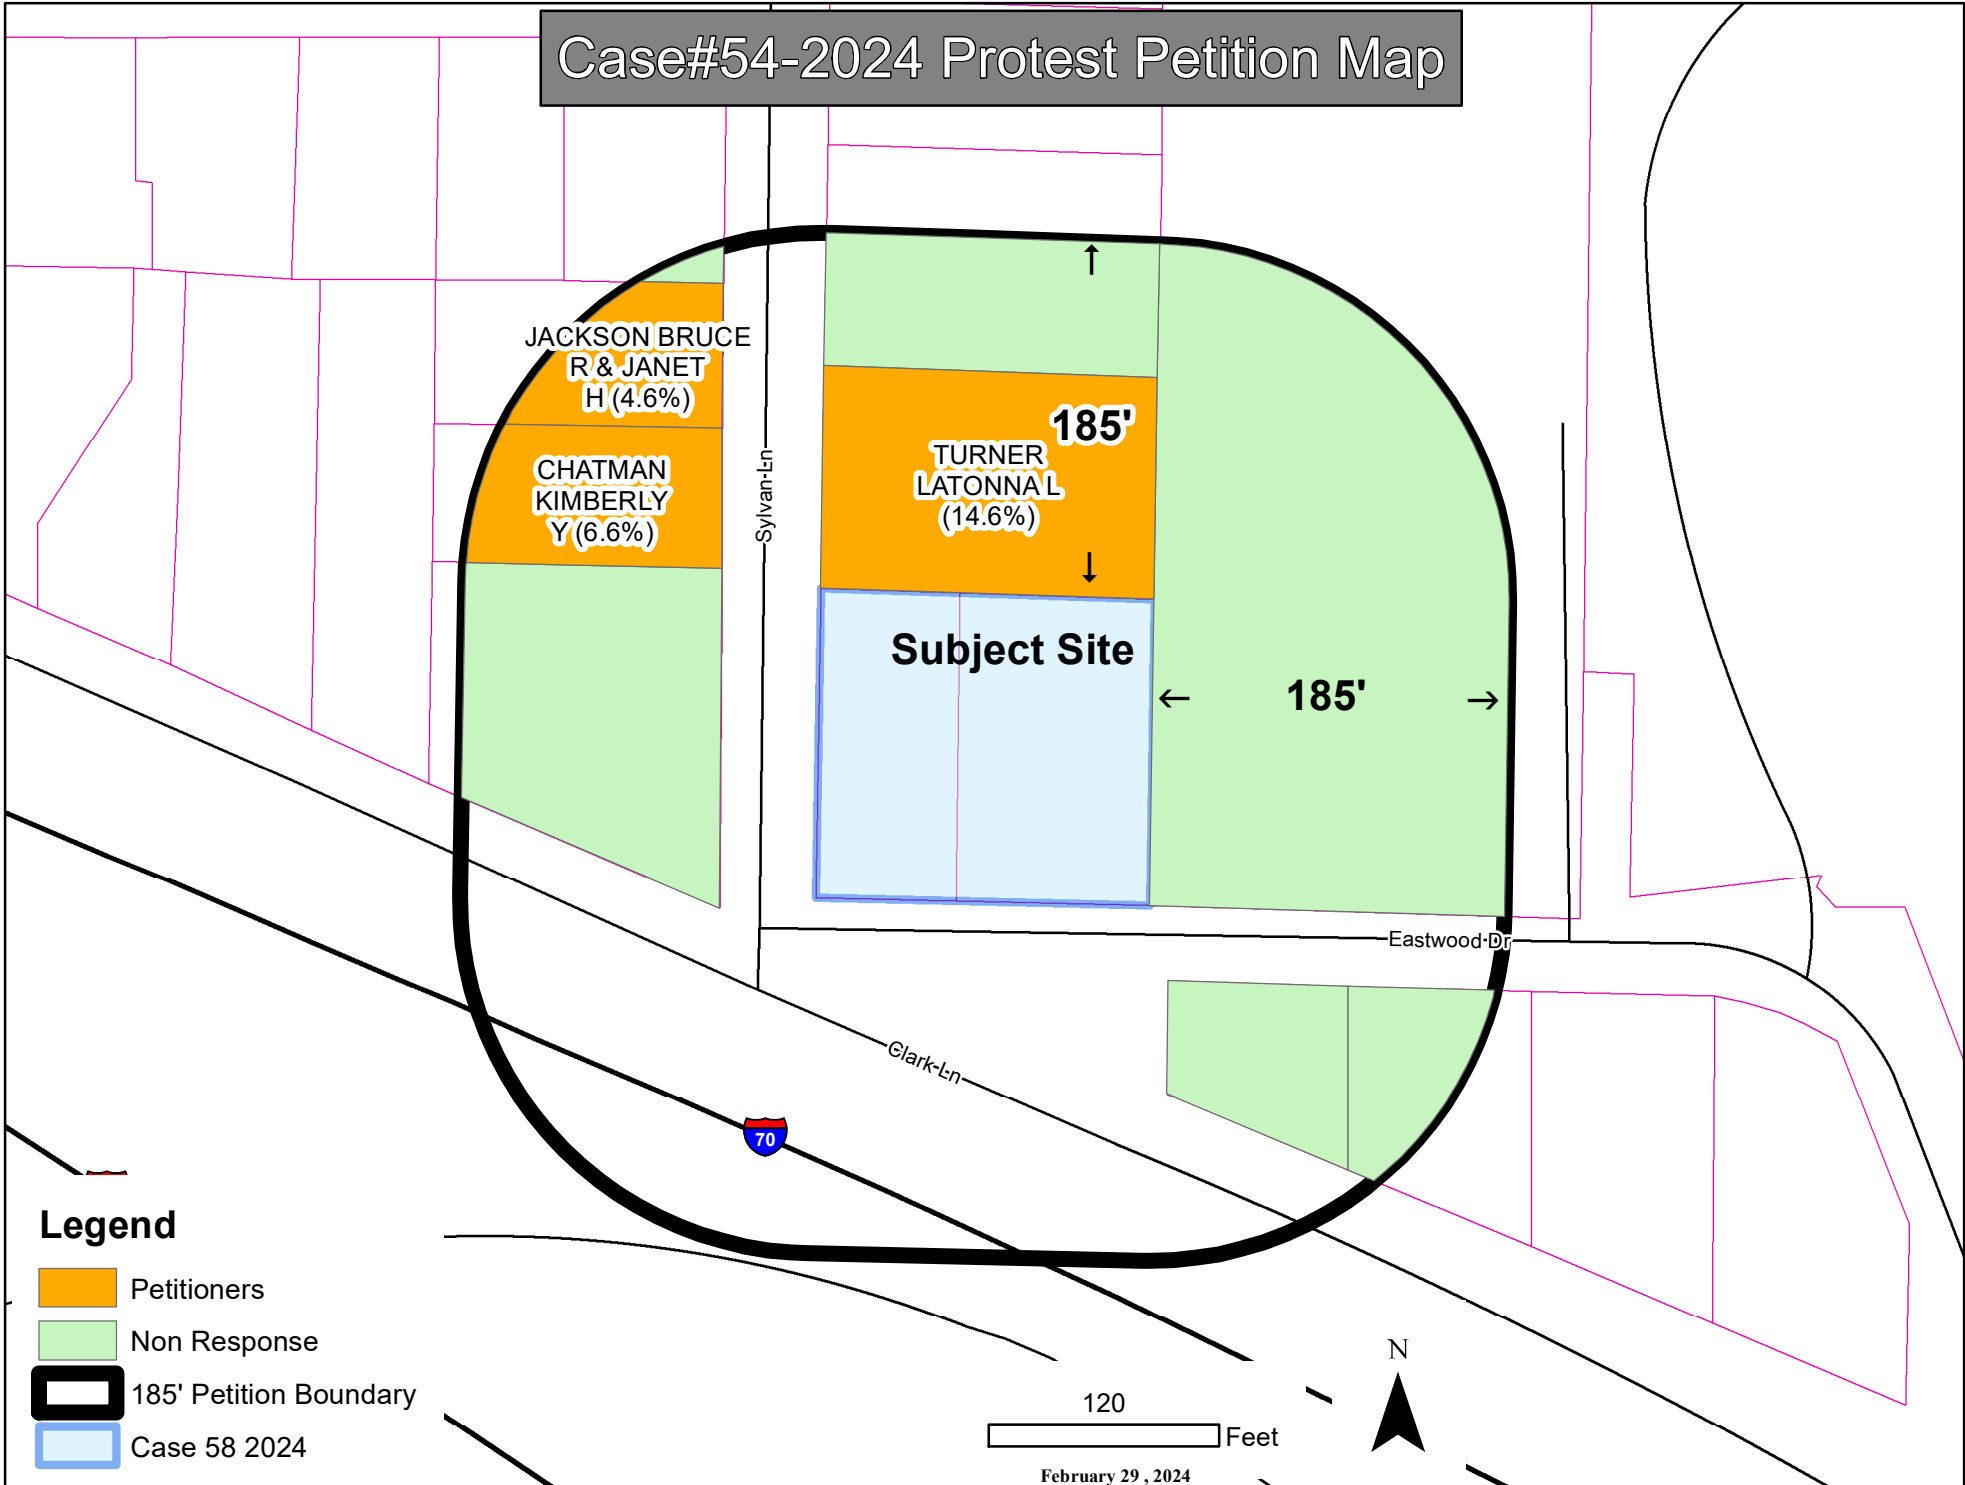 Case#54-2024 Protest Petition Map
JACKSON BRUCE
R & JANET
H (4.6%)
CHATMAN
KIMBERLY
Y (6.6%)
Sylvan Ln
185'
TURNER
LATONNA L
(14.6%)
Subject Site
185'
Eastwood Dr
Clark Ln
70
Legend
Petitioners
Non Response
185' Petition Boundary
Case 58 2024
N
120
Feet
February 29 , 2024